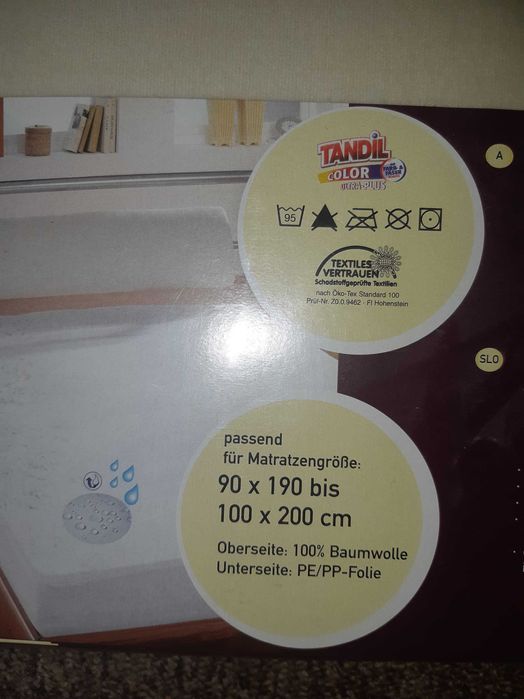 TANDIL
COLOR
ULTRA-PLUS
FARB- &
FASER
A
95
TEXTILES
VERTRAUEN
Schadstoffgeprüfte Textilien
nach Öko-Tex Standard 100
Prüf-Nr. Z0.0.9462 · FI Hohenstein
SLO
passend
für Matratzengröße:
90 x 190 bis
100 x 200 cm
Oberseite: 100% Baumwolle
Unterseite: PE/PP-Folie